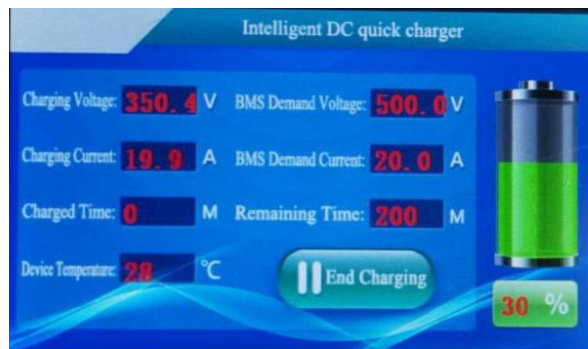 Intelligent DC quick charger
Charging Voltage: 350.4 V BMS Demand Voltage: 500.0 V
Charging Current: 19.9 A BMS Demand Current: 20.0 A
Charged Time: 0 M Remaining Time: 200 M
Device Temperature: 28 ℃ End Charging
30 %